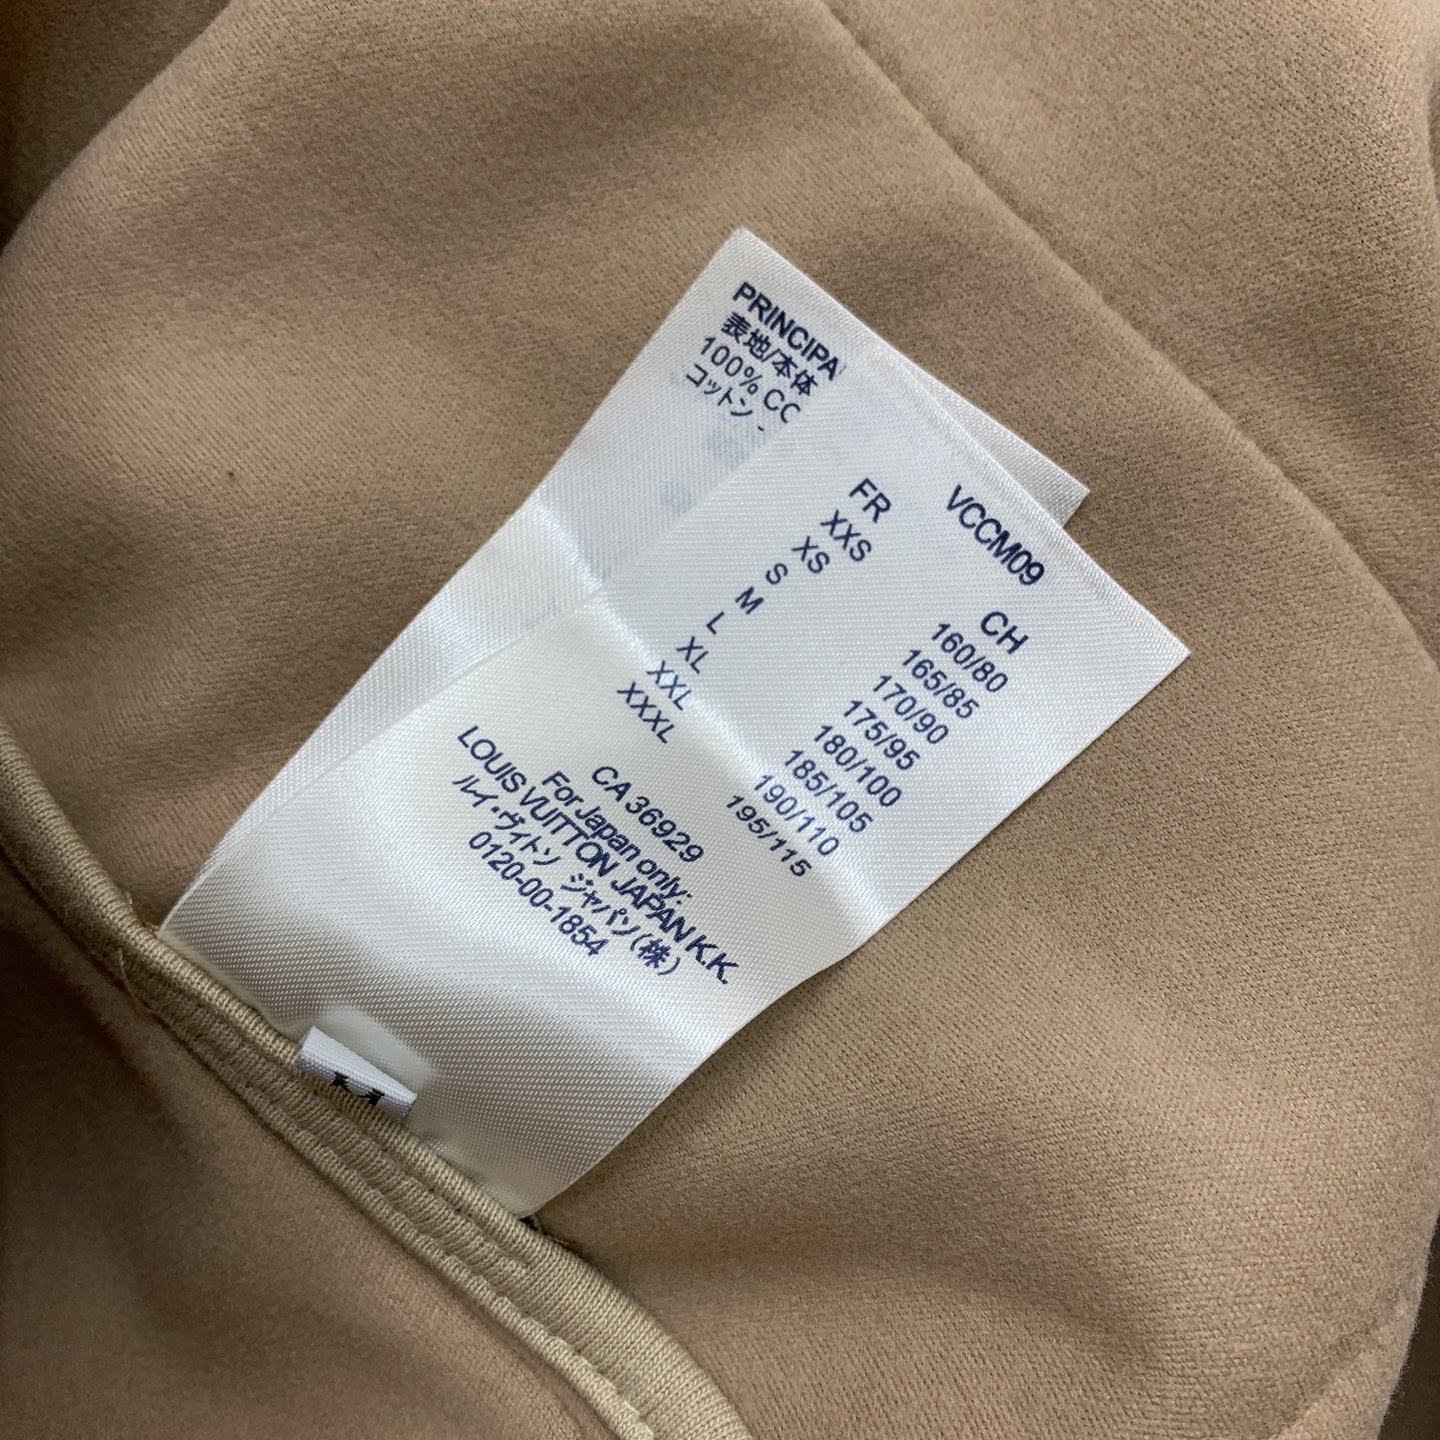 PRINCIPA
表地/本体
100% CO
コットン -
VCCM09
FR CH
XXS 160/80
XS 165/85
S 170/90
M 175/95
L 180/100
XL 185/105
XXL 190/110
XXXL 195/115
CA 36929
For Japan only:
LOUIS VUITTON JAPAN K.K.
ルイ・ヴィトン ジャパン(株)
0120-00-1854